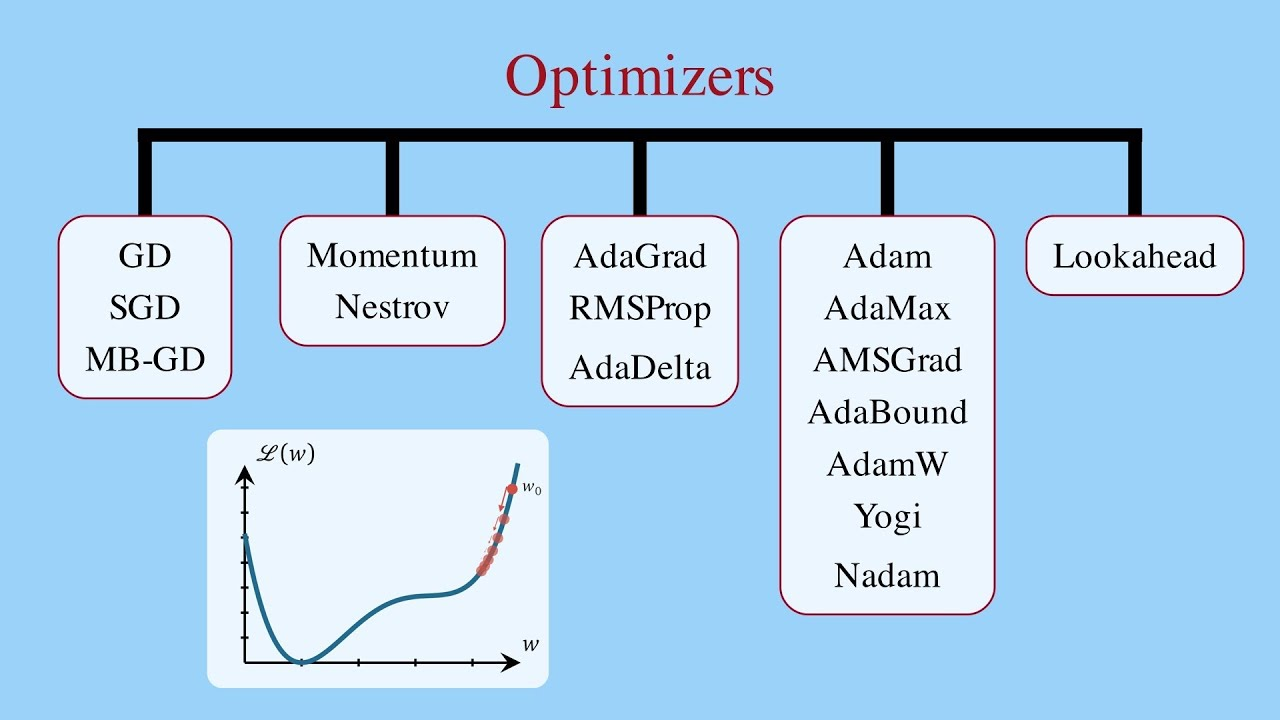 Optimizers
GD
SGD
MB-GD
Momentum
Nestrov
AdaGrad
RMSProp
AdaDelta
Adam
AdaMax
AMSGrad
AdaBound
AdamW
Yogi
Nadam
Lookahead
ℒ(w)
w₀
w